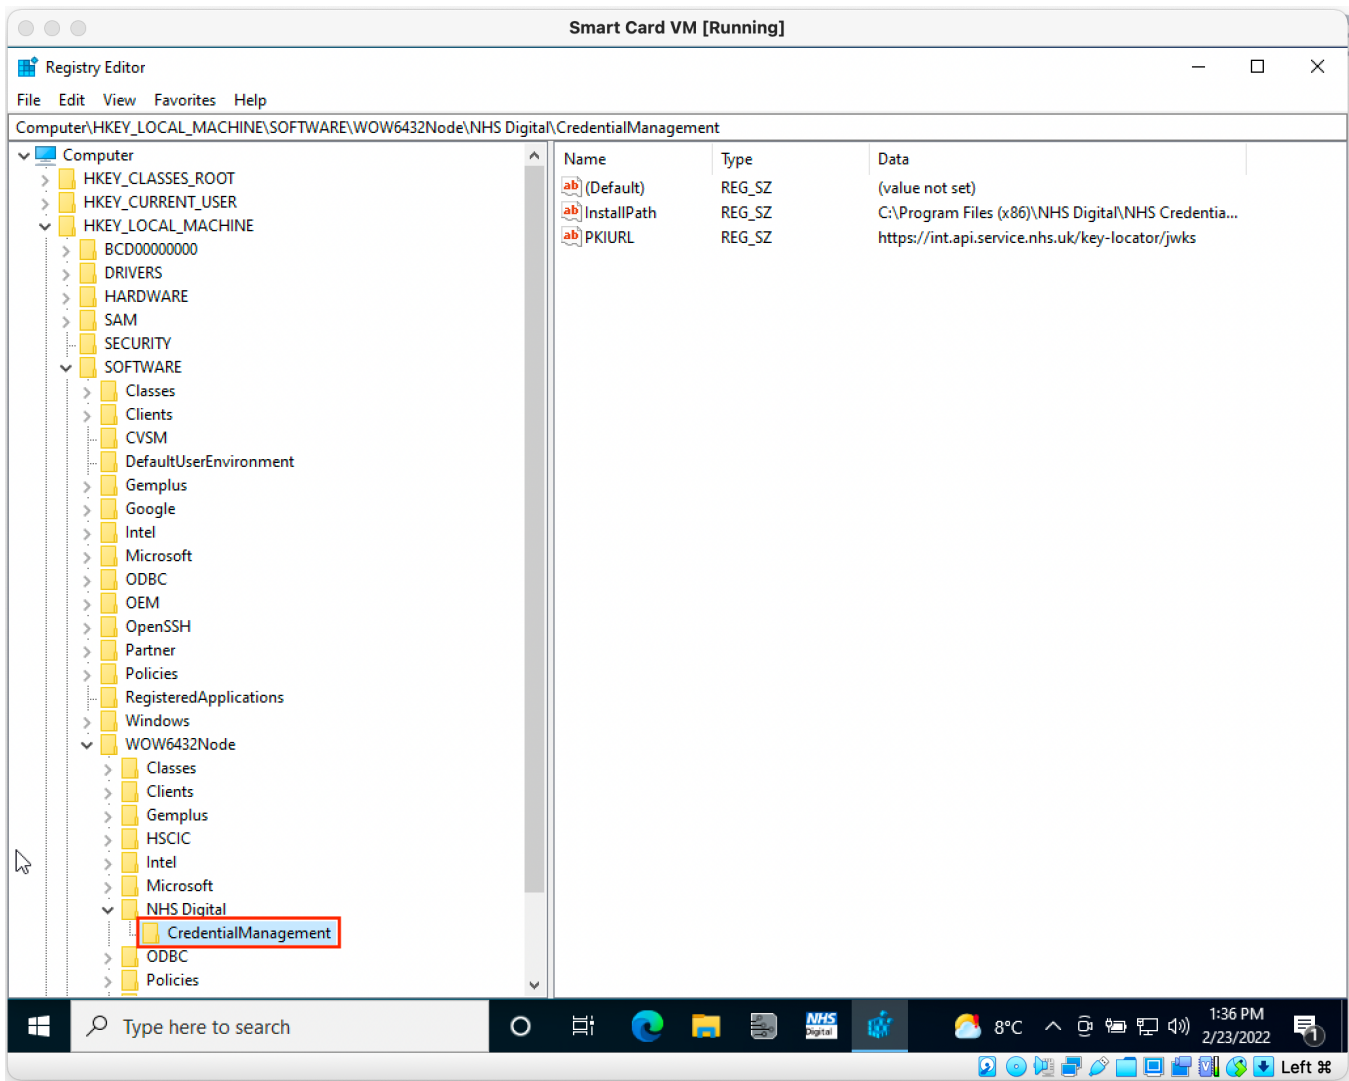 Smart Card VM [Running]
Registry Editor
File Edit View Favorites Help
Computer\HKEY_LOCAL_MACHINE\SOFTWARE\WOW6432Node\NHS Digital\CredentialManagement
Computer
HKEY_CLASSES_ROOT
HKEY_CURRENT_USER
HKEY_LOCAL_MACHINE
BCD00000000
DRIVERS
HARDWARE
SAM
SECURITY
SOFTWARE
Classes
Clients
CVSM
DefaultUserEnvironment
Gemplus
Google
Intel
Microsoft
ODBC
OEM
OpenSSH
Partner
Policies
RegisteredApplications
Windows
WOW6432Node
Classes
Clients
Gemplus
HSCIC
Intel
Microsoft
NHS Digital
CredentialManagement
ODBC
Policies
Name Type Data
ab (Default) REG_SZ (value not set)
ab InstallPath REG_SZ C:\Program Files (x86)\NHS Digital\NHS Credentia...
ab PKIURL REG_SZ https://int.api.service.nhs.uk/key-locator/jwks
Type here to search
NHS
Digital
8°C
1:36 PM
2/23/2022
1
Left ⌘